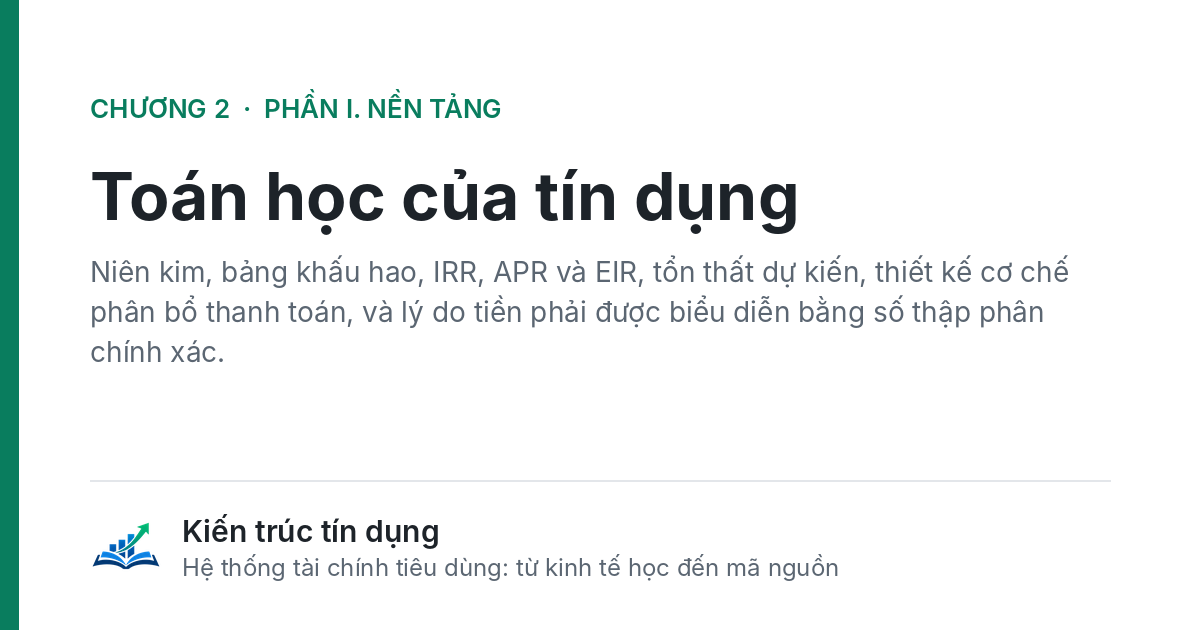 CHƯƠNG 2 · PHẦN I. NỀN TẢNG
Toán học của tín dụng
Niên kim, bảng khấu hao, IRR, APR và EIR, tổn thất dự kiến, thiết kế cơ chế
phân bổ thanh toán, và lý do tiền phải được biểu diễn bằng số thập phân
chính xác.
Kiến trúc tín dụng
Hệ thống tài chính tiêu dùng: từ kinh tế học đến mã nguồn